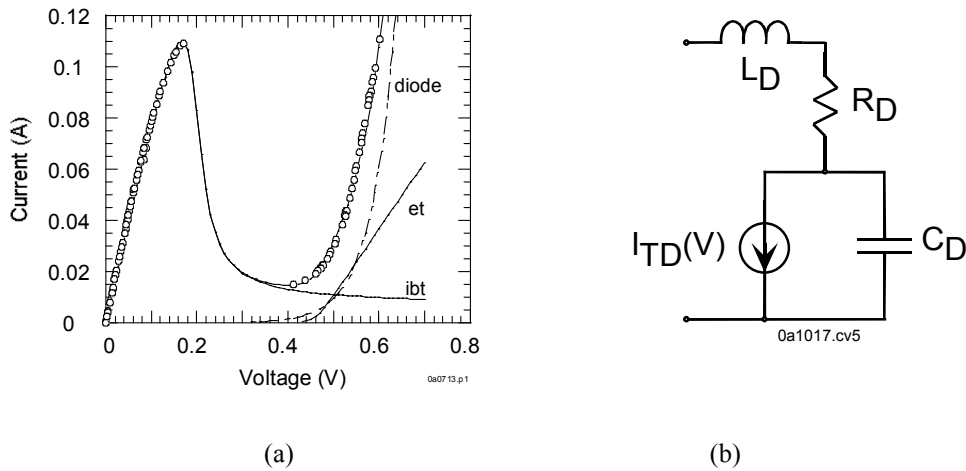 0.12
0.1
0.08
0.06
0.04
0.02
0
Current (A)
diode
et
ibt
0 0.2 0.4 0.6 0.8
Voltage (V)
0a0713.p1
(a)
L_D
R_D
I_TD(V)
C_D
0a1017.cv5
(b)